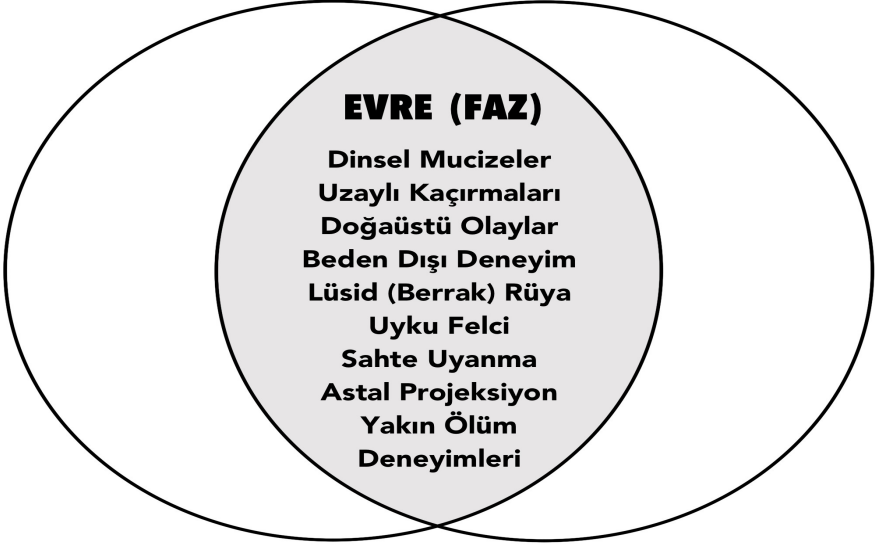 EVRE (FAZ)
Dinsel Mucizeler
Uzaylı Kaçırmaları
Doğaüstü Olaylar
Beden Dışı Deneyim
Lüsid (Berrak) Rüya
Uyku Felci
Sahte Uyanma
Astal Projeksiyon
Yakın Ölüm
Deneyimleri